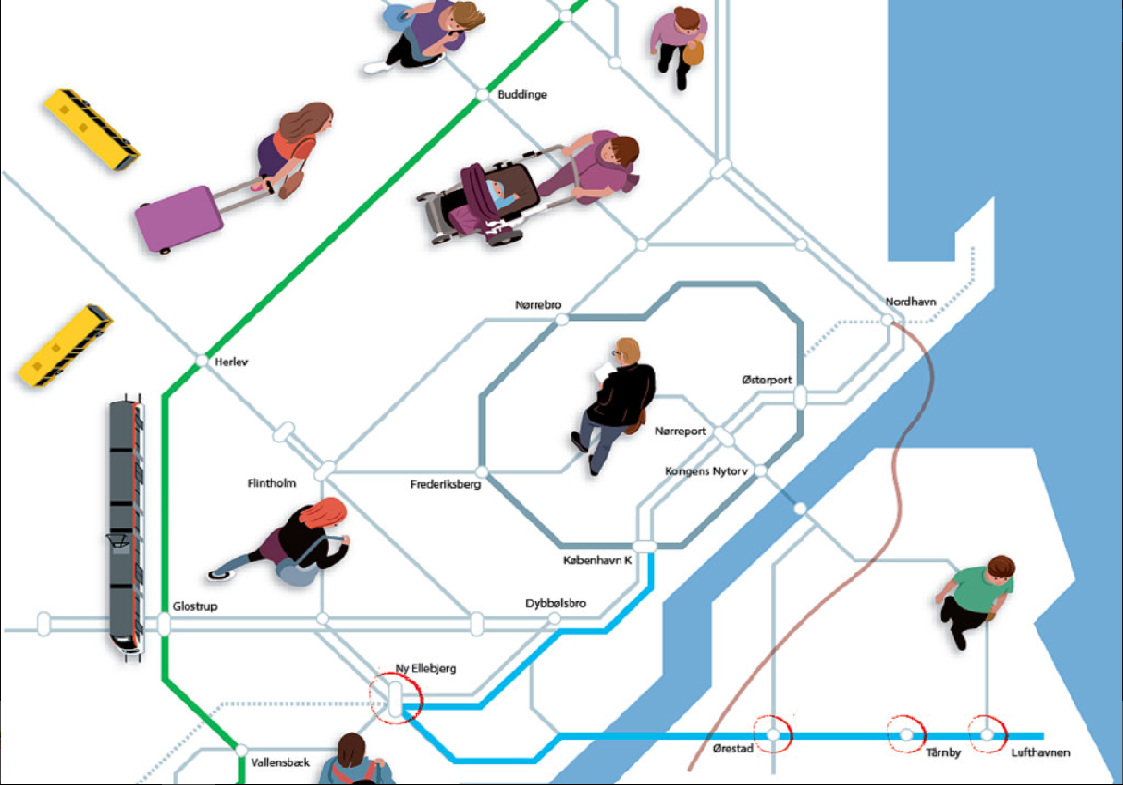 Buddinge
Nordhavn
Nørrebro
Herlev
Østerport
Nørreport
Kongens Nytorv
Flintholm
Frederiksberg
København K
Glostrup
Dybbølsbro
Ny Ellebjerg
Ørestad
Tårnby
Lufthavnen
Vallensbæk